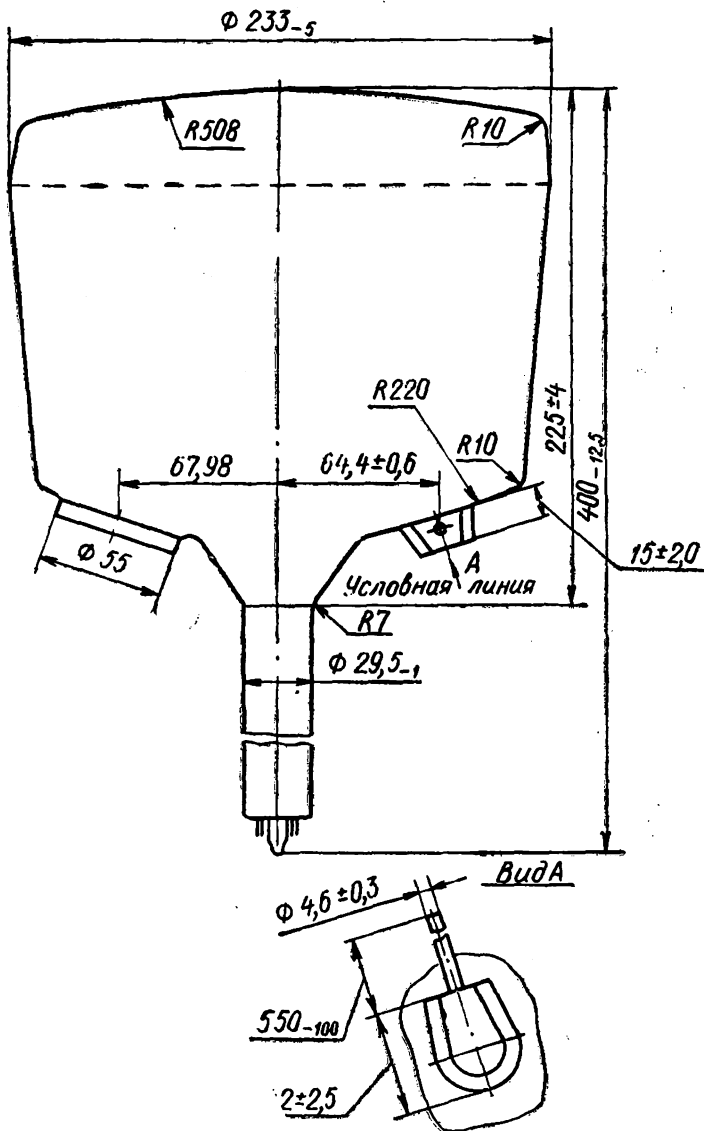 Ф 233₋₅
R508
R10
R220
R10
67,98
64,4±0,6
225±4
400₋₁₂,₅
Ф 55
А
15±2,0
Условная линия
R7
Ф 29,5₋₁
Вид А
Ф 4,6±0,3
550₋₁₀₀
2±2,5